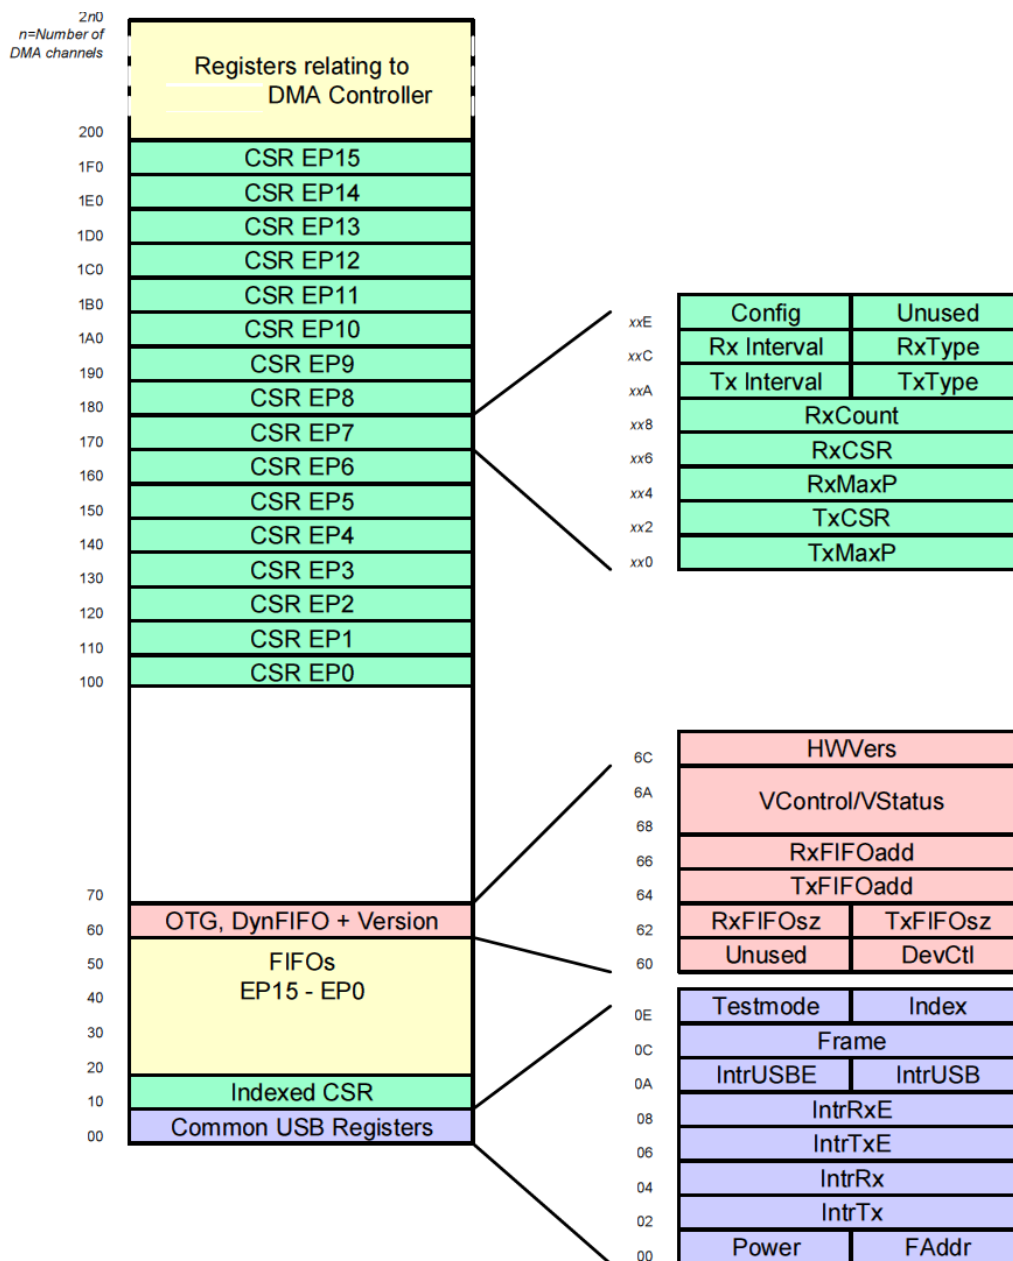 2n0
n=Number of
DMA channels
Registers relating to
DMA Controller
200
CSR EP15
1F0
CSR EP14
1E0
CSR EP13
1D0
CSR EP12
1C0
CSR EP11
1B0
CSR EP10
1A0
CSR EP9
190
CSR EP8
180
CSR EP7
170
CSR EP6
160
CSR EP5
150
CSR EP4
140
CSR EP3
130
CSR EP2
120
CSR EP1
110
CSR EP0
100
70
OTG, DynFIFO + Version
60
FIFOs
EP15 - EP0
50
40
30
20
Indexed CSR
10
Common USB Registers
00
Config Unused
xxE
Rx Interval RxType
xxC
Tx Interval TxType
xxA
RxCount
xx8
RxCSR
xx6
RxMaxP
xx4
TxCSR
xx2
TxMaxP
xx0
HWVers
6C
VControl/VStatus
6A
68
RxFIFOadd
66
TxFIFOadd
64
RxFIFOsz TxFIFOsz
62
Unused DevCtl
60
Testmode Index
0E
Frame
0C
IntrUSBE IntrUSB
0A
IntrRxE
08
IntrTxE
06
IntrRx
04
IntrTx
02
Power FAddr
00